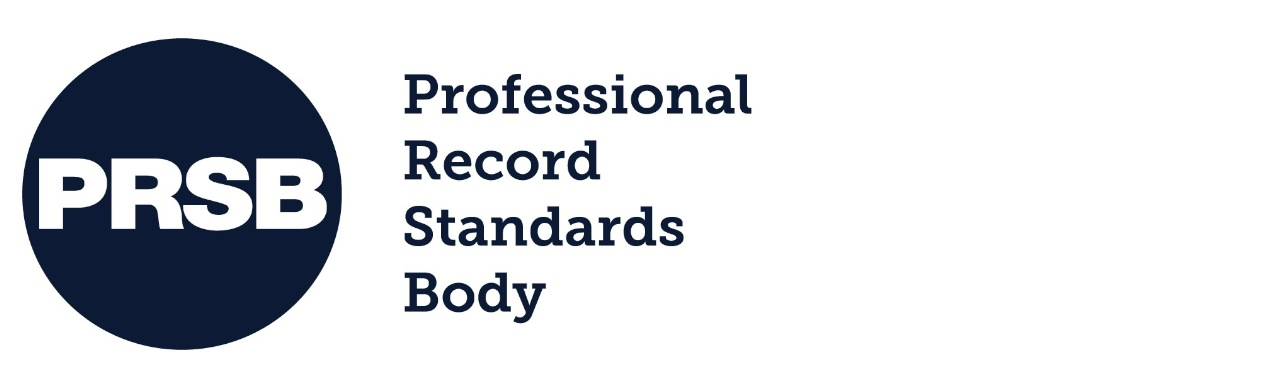 PRSB
Professional
Record
Standards
Body